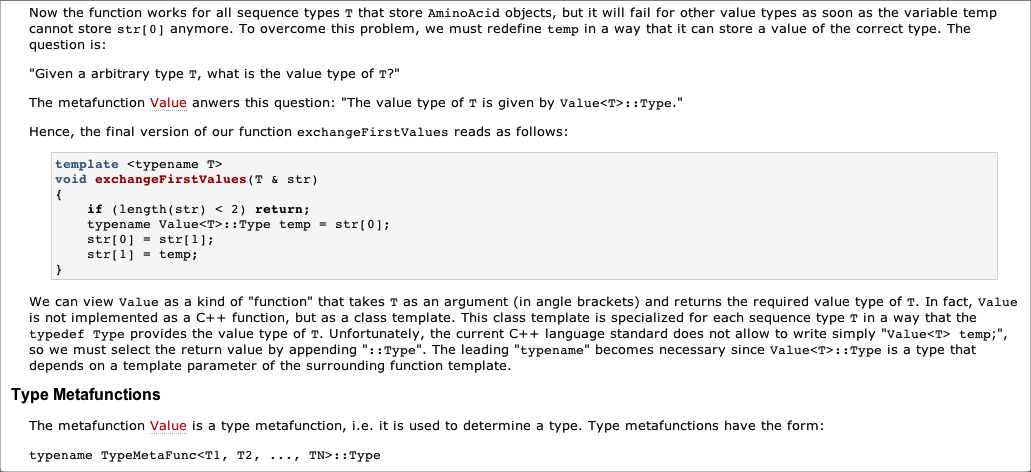 Now the function works for all sequence types T that store AminoAcid objects, but it will fail for other value types as soon as the variable temp
cannot store str[0] anymore. To overcome this problem, we must redefine temp in a way that it can store a value of the correct type. The
question is:
"Given a arbitrary type T, what is the value type of T?"
The metafunction Value anwers this question: "The value type of T is given by Value<T>::Type."
Hence, the final version of our function exchangeFirstValues reads as follows:
template <typename T>
void exchangeFirstValues(T & str)
{
    if (length(str) < 2) return;
    typename Value<T>::Type temp = str[0];
    str[0] = str[1];
    str[1] = temp;
}
We can view Value as a kind of "function" that takes T as an argument (in angle brackets) and returns the required value type of T. In fact, Value
is not implemented as a C++ function, but as a class template. This class template is specialized for each sequence type T in a way that the
typedef Type provides the value type of T. Unfortunately, the current C++ language standard does not allow to write simply "Value<T> temp;",
so we must select the return value by appending "::Type". The leading "typename" becomes necessary since Value<T>::Type is a type that
depends on a template parameter of the surrounding function template.
Type Metafunctions
The metafunction Value is a type metafunction, i.e. it is used to determine a type. Type metafunctions have the form:
typename TypeMetaFunc<T1, T2, ..., TN>::Type